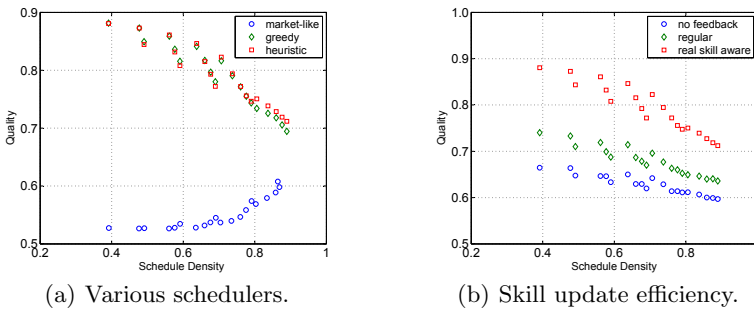 market-like
greedy
heuristic
0.9
0.8
0.7
0.6
0.5
Quality
0.2
0.4
0.6
0.8
1
Schedule Density
(a) Various schedulers.
no feedback
regular
real skill aware
1.0
0.9
0.8
0.7
0.6
0.5
Quality
0.2
0.4
0.6
0.8
Schedule Density
(b) Skill update efficiency.